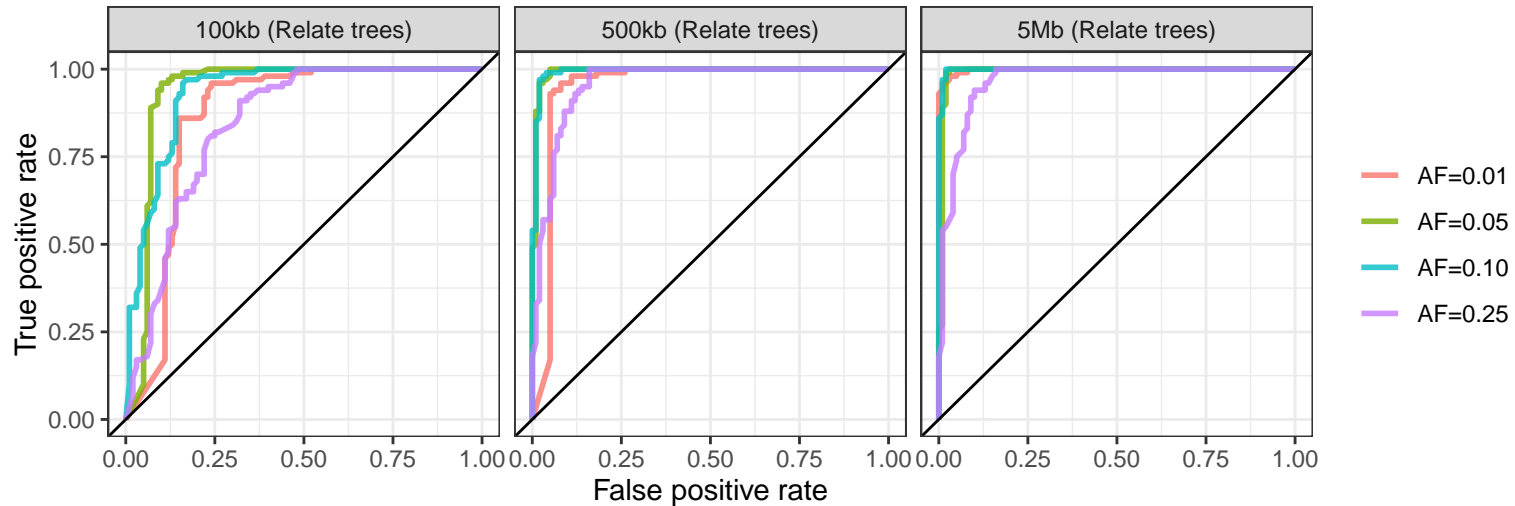 100kb (Relate trees) 500kb (Relate trees) 5Mb (Relate trees)
True positive rate
1.00
0.75
0.50
0.25
0.00
0.00 0.25 0.50 0.75 1.00 0.00 0.25 0.50 0.75 1.00 0.00 0.25 0.50 0.75 1.00
False positive rate
AF=0.01
AF=0.05
AF=0.10
AF=0.25